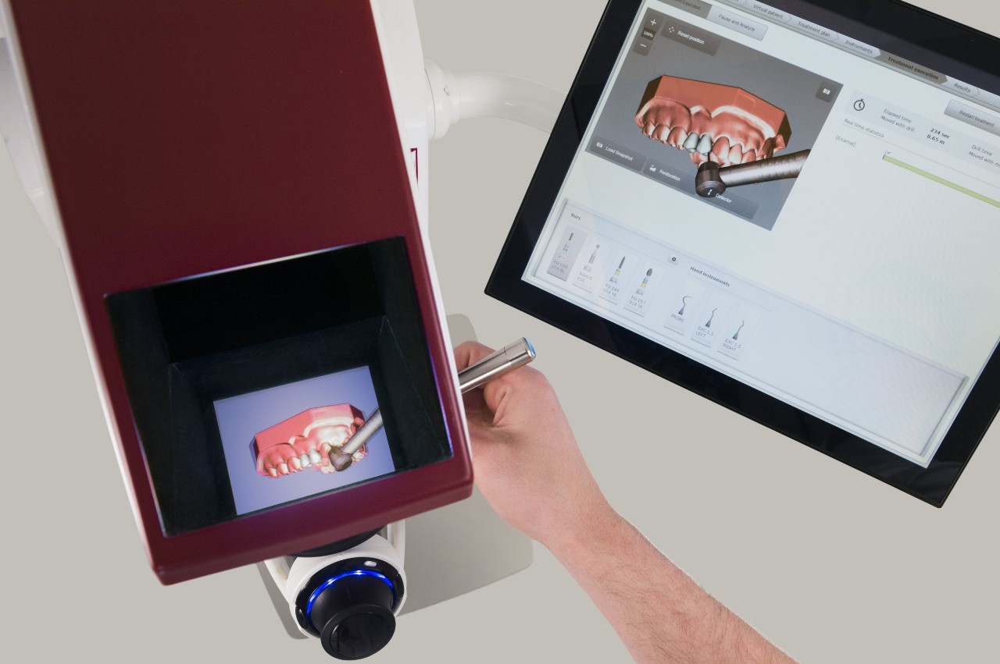 Virtual patient
Treatment plan
Instruments
Treatment execution
Results
Pause and Analyze
Restart treatment
+
100%
−
Reset position
Elapsed time
234 sec
Drill time
Moved with drill
0.65 m
Moved with
Real time statistics
(Enamel)
Load Snapshot
Restoration
Detector
Burs
Hand instruments
PROBE
EXC 1.5
LEFT
EXC 1.5
RIGHT